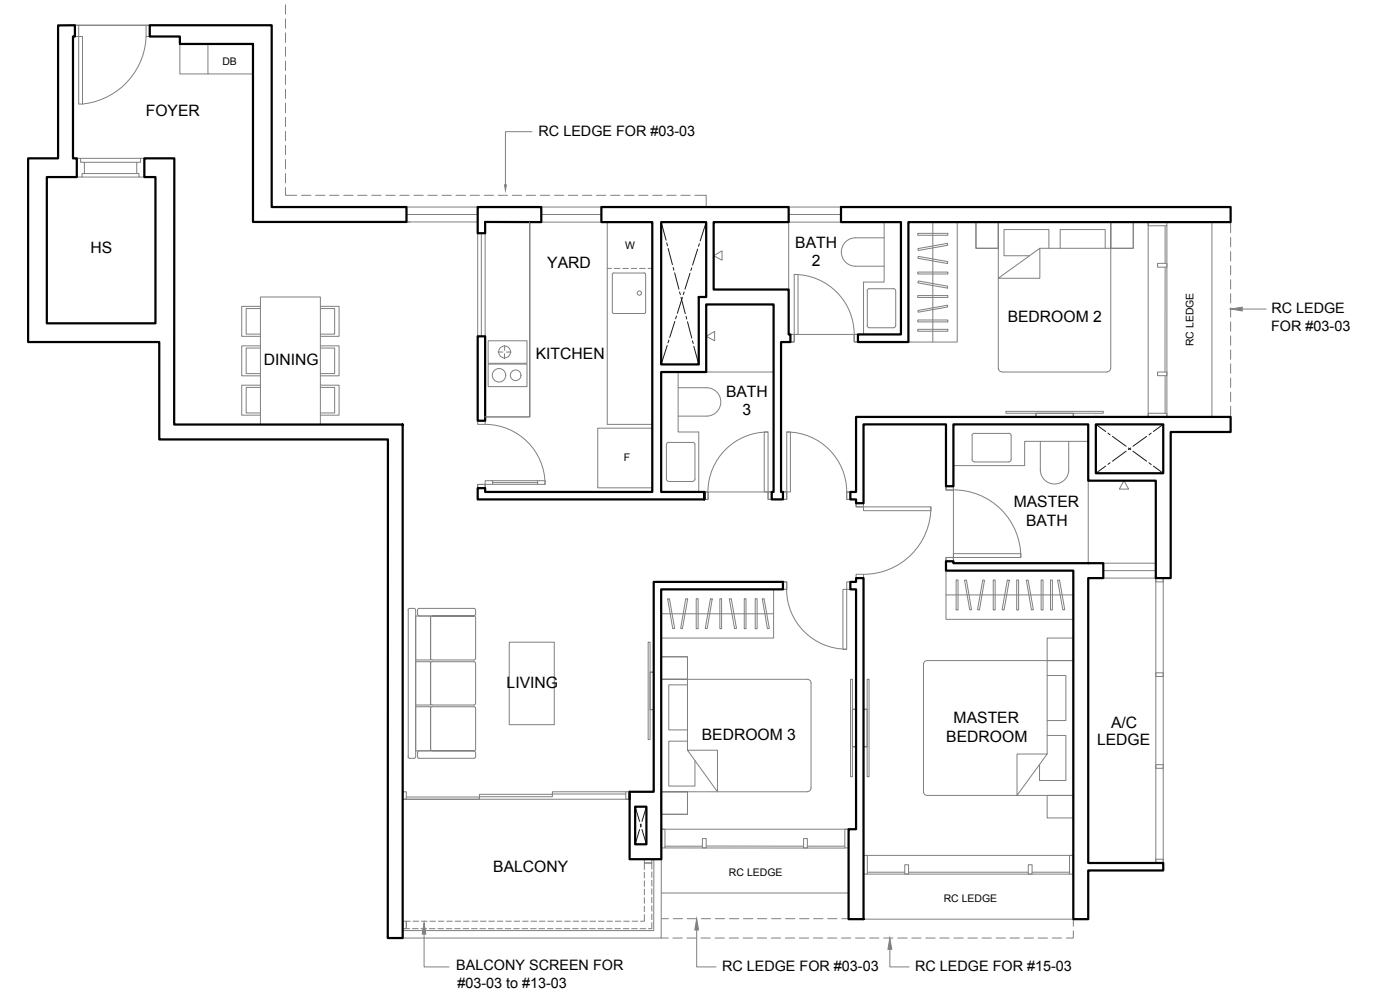 DB
FOYER
RC LEDGE FOR #03-03
HS
YARD
W
BATH
2
BEDROOM 2
RC LEDGE
RC LEDGE
FOR #03-03
DINING
KITCHEN
BATH
3
F
MASTER
BATH
LIVING
BEDROOM 3
MASTER
BEDROOM
A/C
LEDGE
BALCONY
RC LEDGE
RC LEDGE
BALCONY SCREEN FOR
#03-03 to #13-03
RC LEDGE FOR #03-03
RC LEDGE FOR #15-03